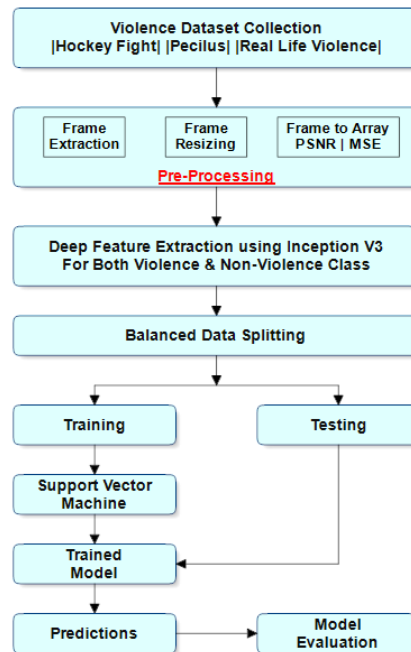 Violence Dataset Collection
|Hockey Fight| |Pecilus| |Real Life Violence|
Frame
Extraction
Frame
Resizing
Frame to Array
PSNR | MSE
Pre-Processing
Deep Feature Extraction using Inception V3
For Both Violence & Non-Violence Class
Balanced Data Splitting
Training
Testing
Support Vector
Machine
Trained
Model
Predictions
Model
Evaluation